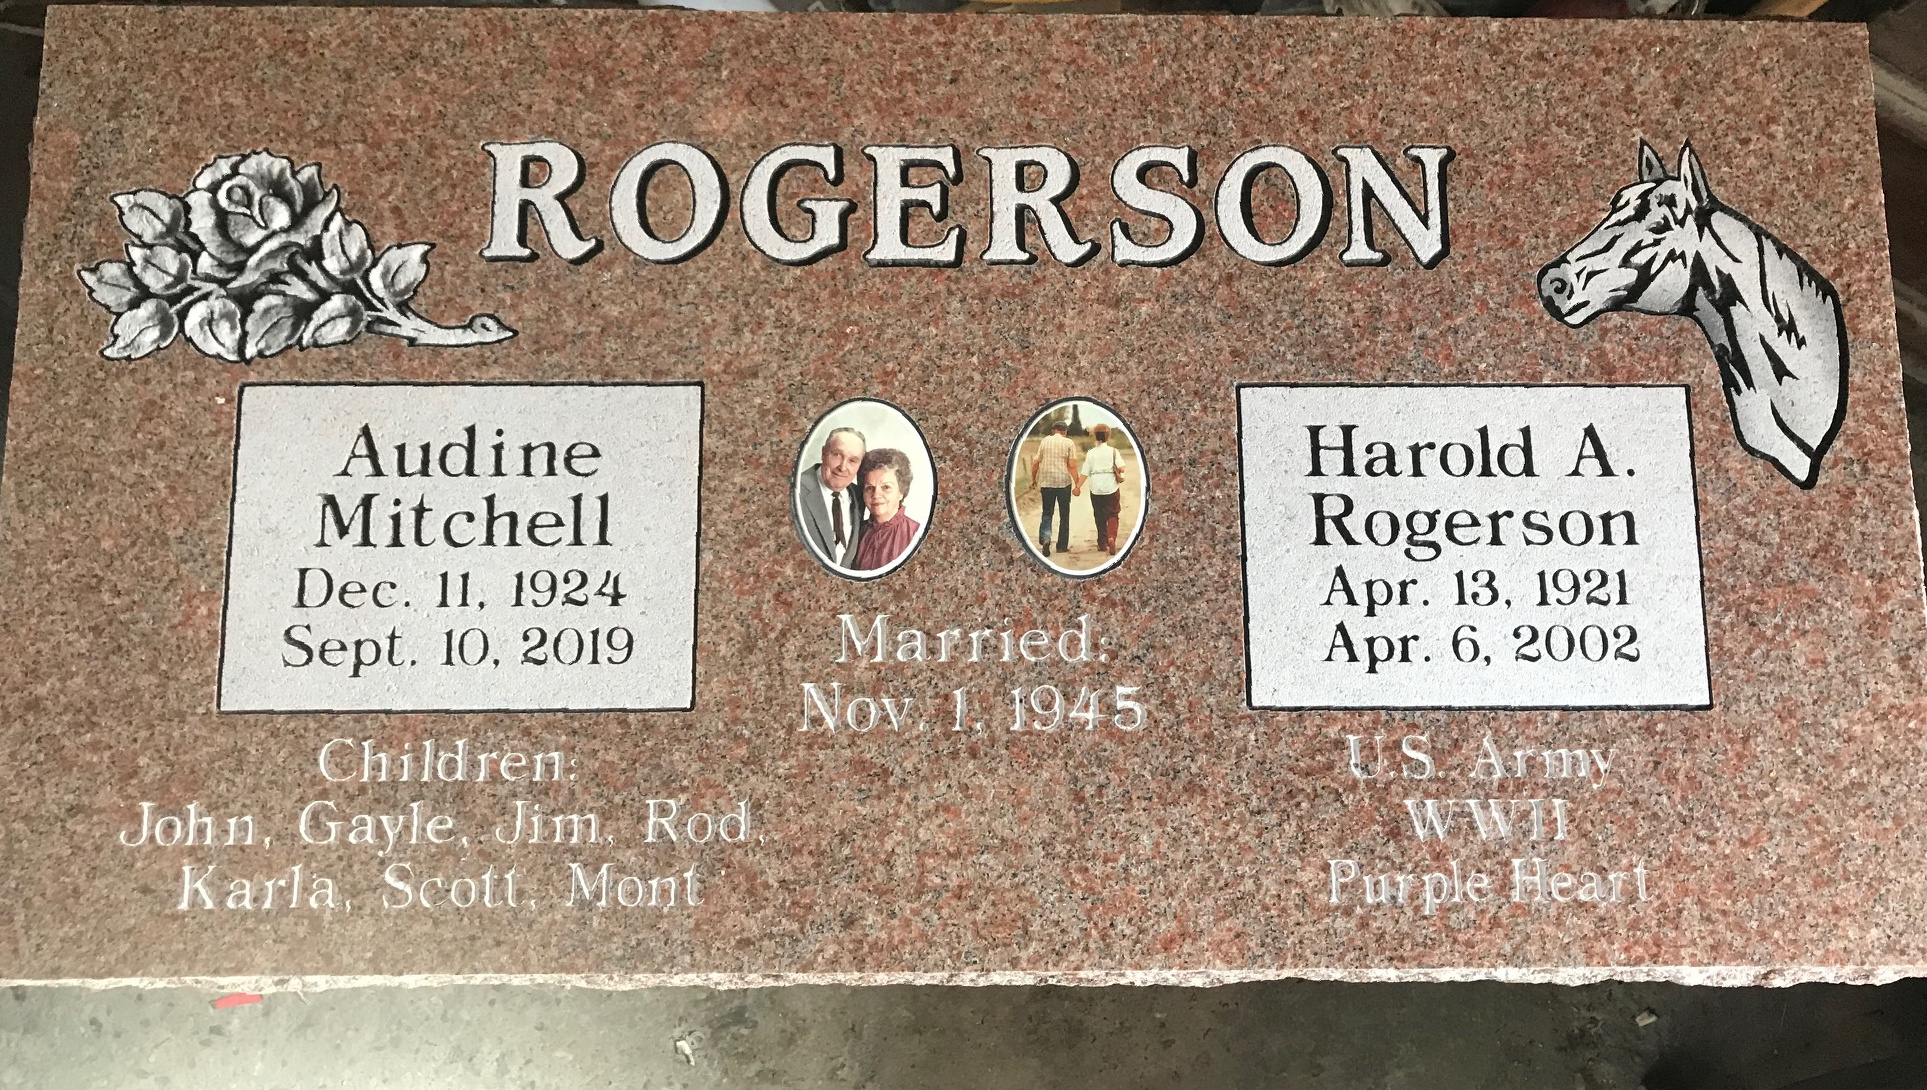 ROGERSON
Audine
Mitchell
Dec. 11, 1924
Sept. 10, 2019
Married:
Nov. 1, 1945
Harold A.
Rogerson
Apr. 13, 1921
Apr. 6, 2002
Children:
John, Gayle, Jim, Rod,
Karla, Scott, Mont
U.S. Army
WWII
Purple Heart